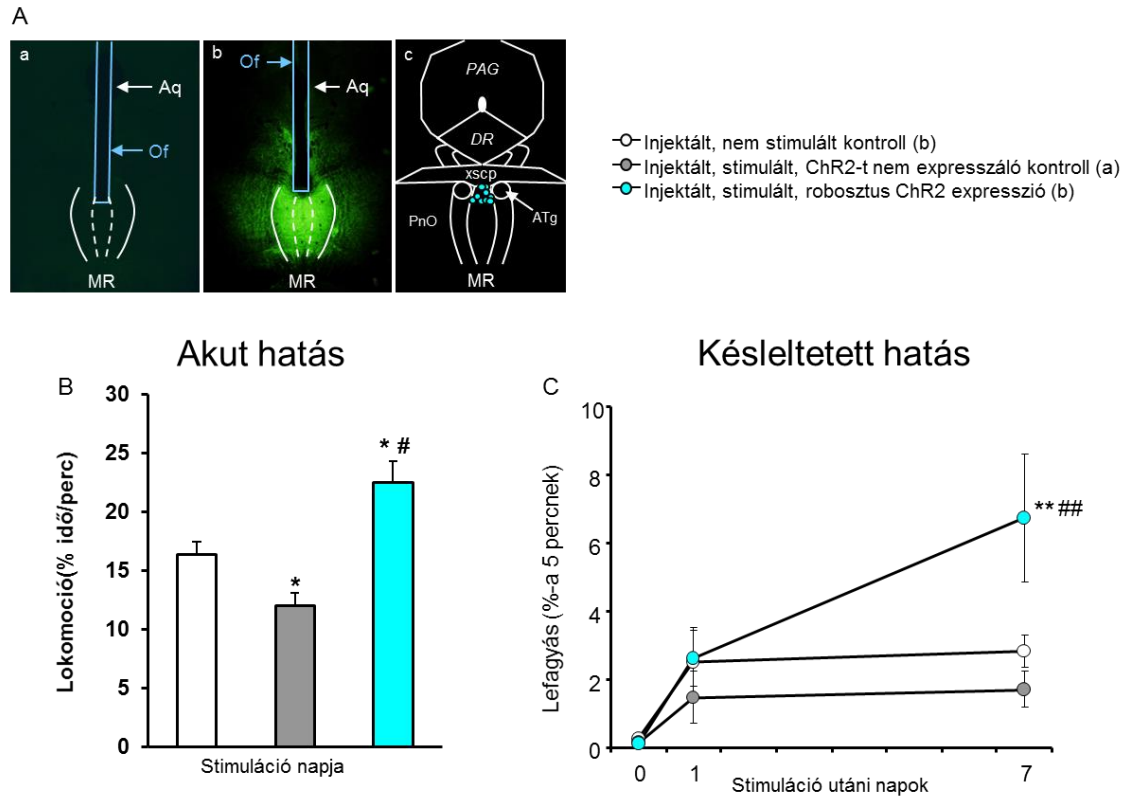 A
a
Aq
Of
MR
b
Of
Aq
MR
c
PAG
DR
xscp
PnO
ATg
MR
Injektált, nem stimulált kontroll (b)
Injektált, stimulált, ChR2-t nem expresszáló kontroll (a)
Injektált, stimulált, robosztus ChR2 expresszió (b)
Akut hatás
B
Lokomoció(% idő/perc)
30
25
20
15
10
5
0
*
* #
Stimuláció napja
Késleltetett hatás
C
Lefagyás (%-a 5 percnek)
10
8
6
4
2
0
** ##
0 1 7
Stimuláció utáni napok